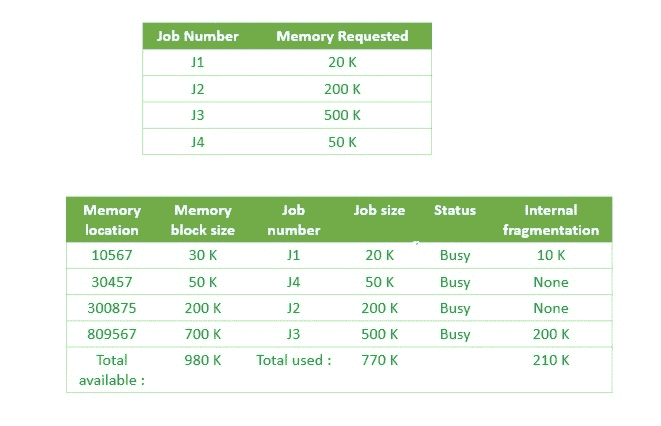 Job Number Memory Requested
J1 20 K
J2 200 K
J3 500 K
J4 50 K
Memory location Memory block size Job number Job size Status Internal fragmentation
10567 30 K J1 20 K Busy 10 K
30457 50 K J4 50 K Busy None
300875 200 K J2 200 K Busy None
809567 700 K J3 500 K Busy 200 K
Total available : 980 K Total used : 770 K 210 K